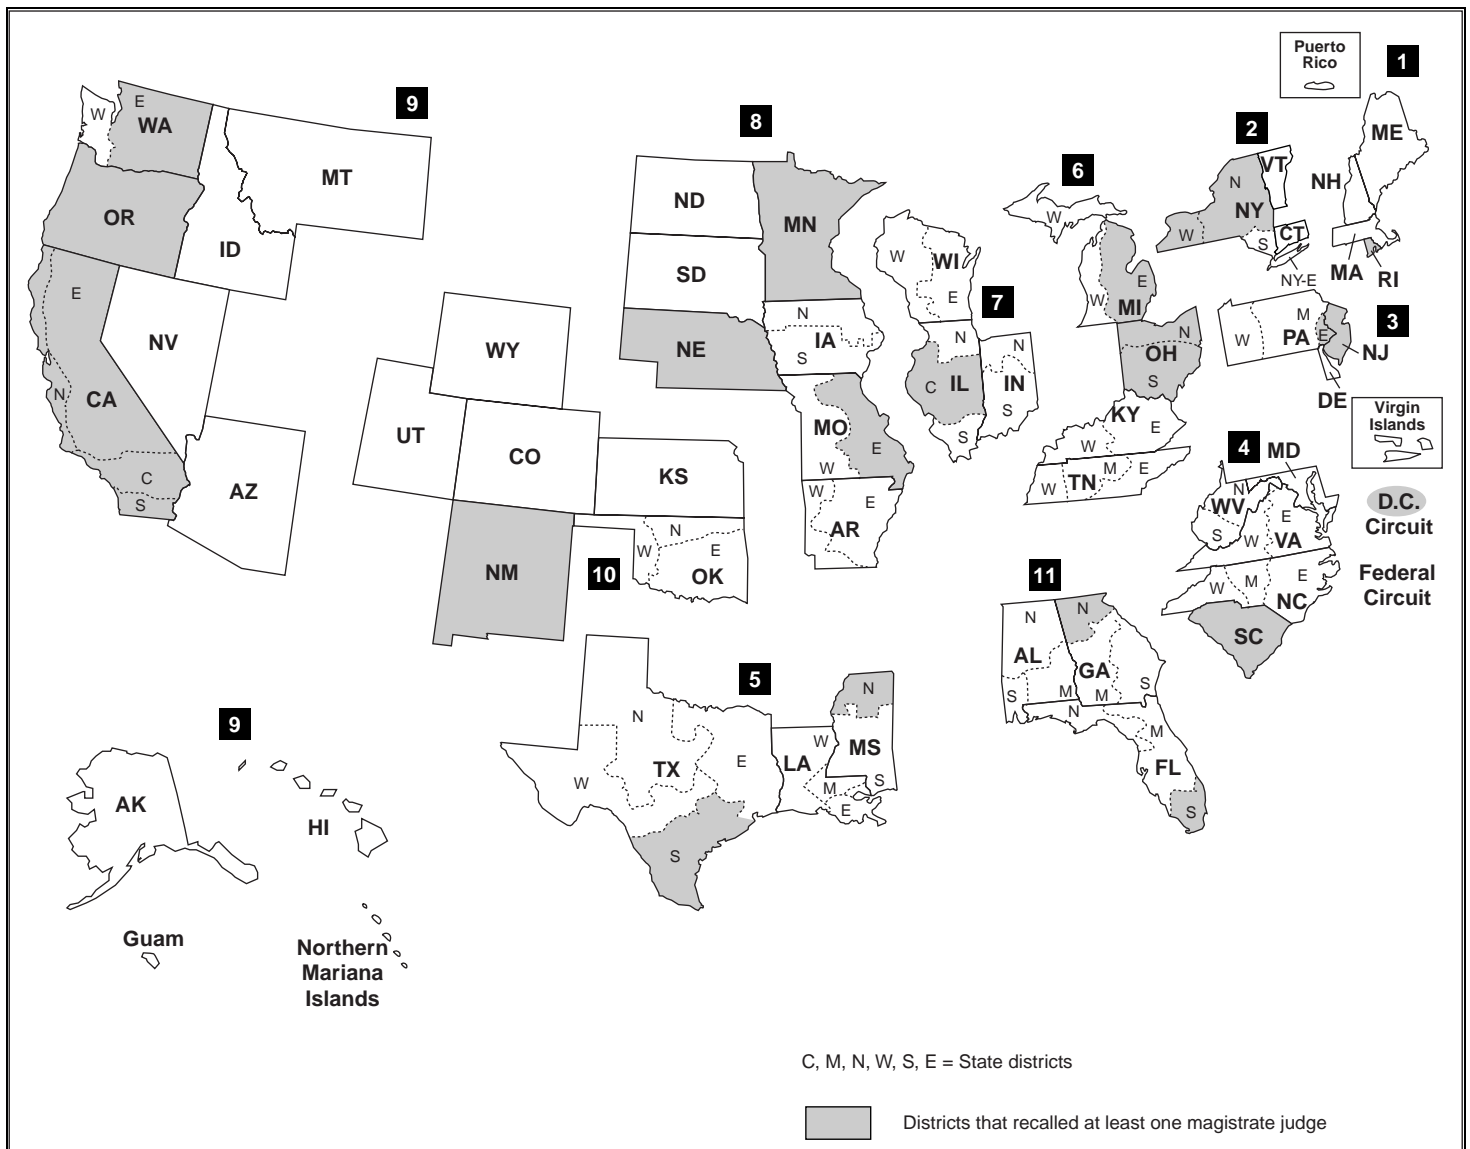 Puerto
Rico
1
9
E
W
WA
MT
OR
ID
E
NV
N
CA
C
S
AZ
8
ND
MN
SD
NE
WY
UT
CO
KS
NM
10
N
W
E
OK
N
IA
S
MO
E
W
W
E
AR
2
VT
N
NY
W
S
CT
NY-E
ME
NH
MA
RI
6
W
E
W
MI
W
WI
E
7
N
C
IL
S
N
IN
S
N
OH
S
KY
E
W
M
E
W
TN
M
W
PA
E
3
NJ
DE
Virgin
Islands
4
MD
N
WV
S
E
W
VA
W
M
E
NC
SC
D.C.
Circuit
Federal
Circuit
11
N
AL
S
M
N
GA
M
S
N
M
FL
S
5
N
W
TX
E
S
W
LA
M
E
N
MS
S
9
AK
HI
Guam
Northern
Mariana
Islands
C, M, N, W, S, E = State districts
Districts that recalled at least one magistrate judge